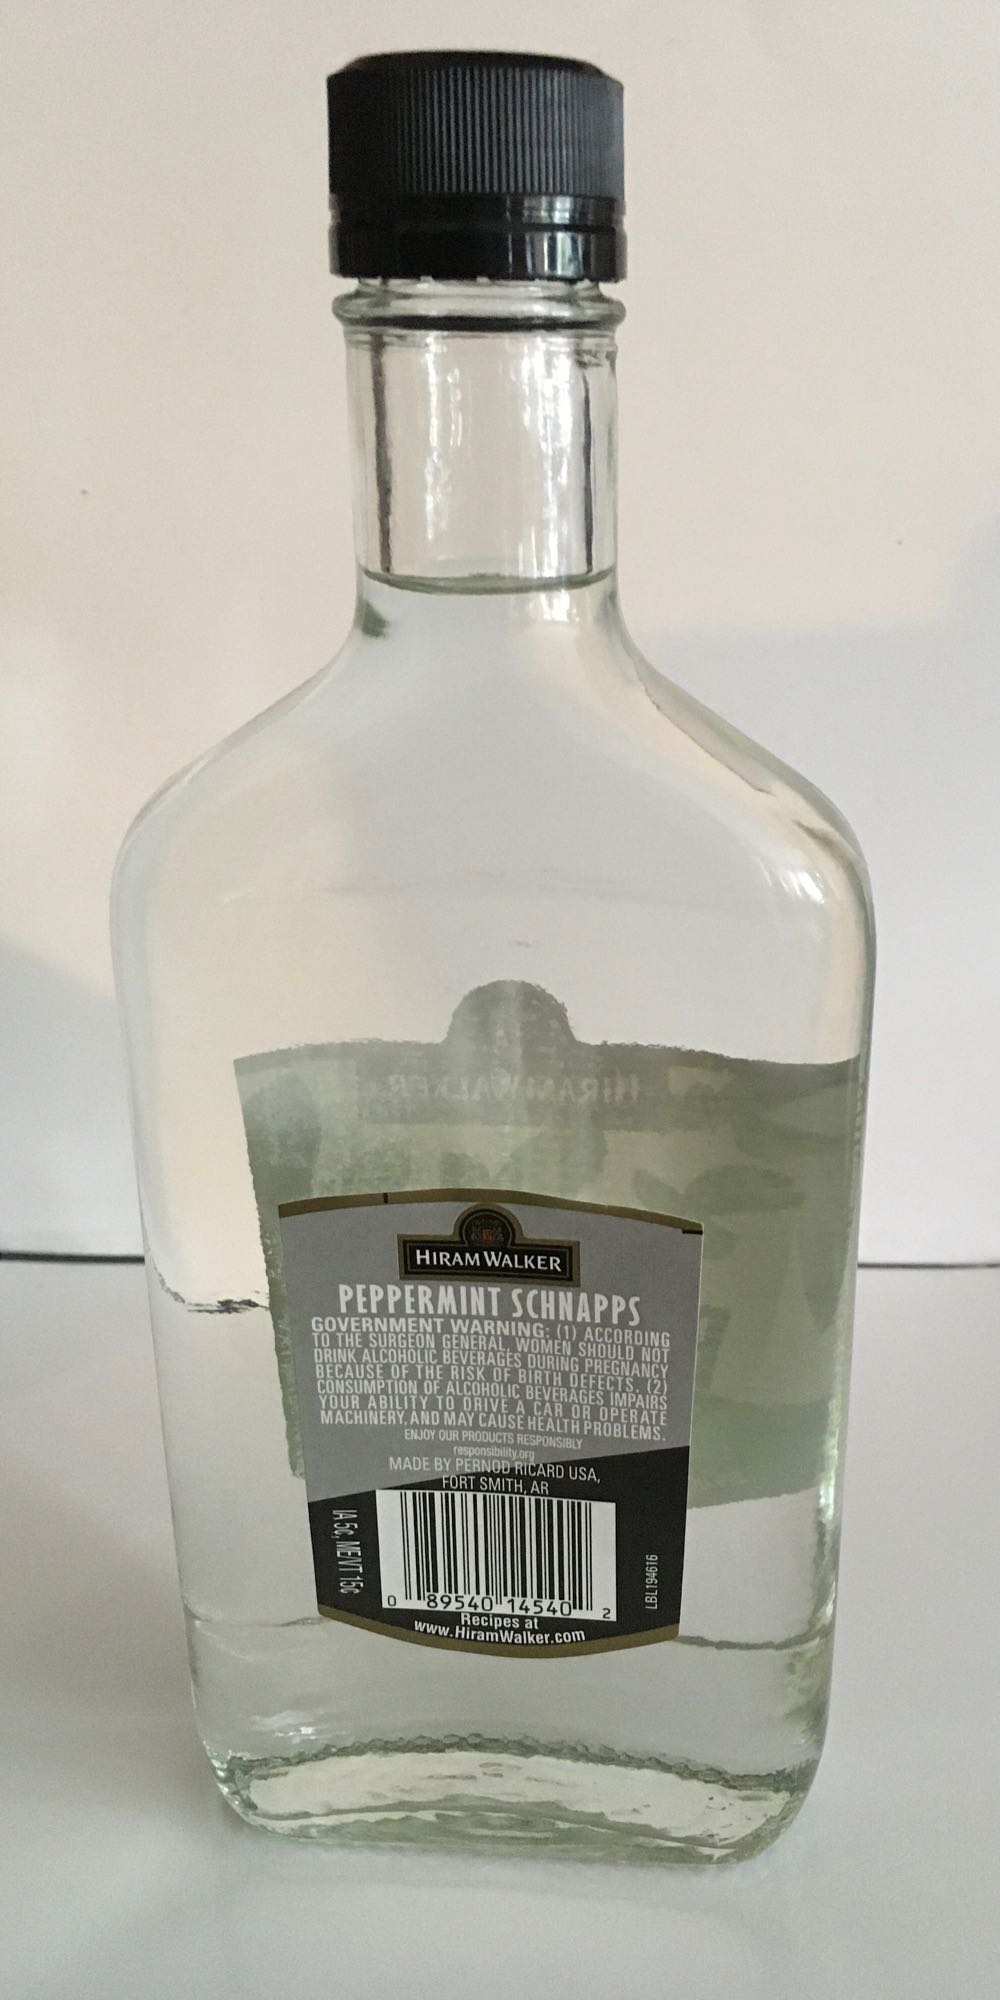 HIRAM WALKER
HIRAM WALKER
PEPPERMINT SCHNAPPS
GOVERNMENT WARNING: (1) ACCORDING
TO THE SURGEON GENERAL, WOMEN SHOULD NOT
DRINK ALCOHOLIC BEVERAGES DURING PREGNANCY
BECAUSE OF THE RISK OF BIRTH DEFECTS. (2)
CONSUMPTION OF ALCOHOLIC BEVERAGES IMPAIRS
YOUR ABILITY TO DRIVE A CAR OR OPERATE
MACHINERY, AND MAY CAUSE HEALTH PROBLEMS.
ENJOY OUR PRODUCTS RESPONSIBLY
responsibility.org
MADE BY PERNOD RICARD USA,
FORT SMITH, AR
IA 5¢, ME/VT 15¢
LBL194616
0 89540 14540 2
Recipes at
www.HiramWalker.com